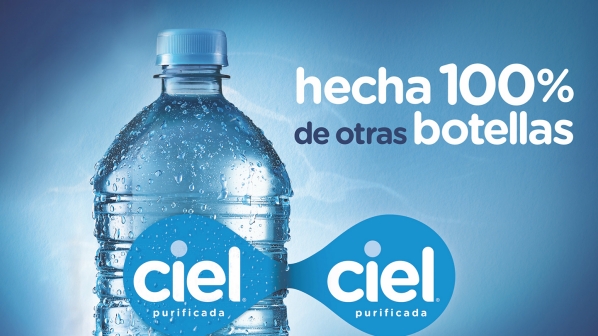 hecha 100%
de otras botellas
ciel® ciel®
purificada purificada